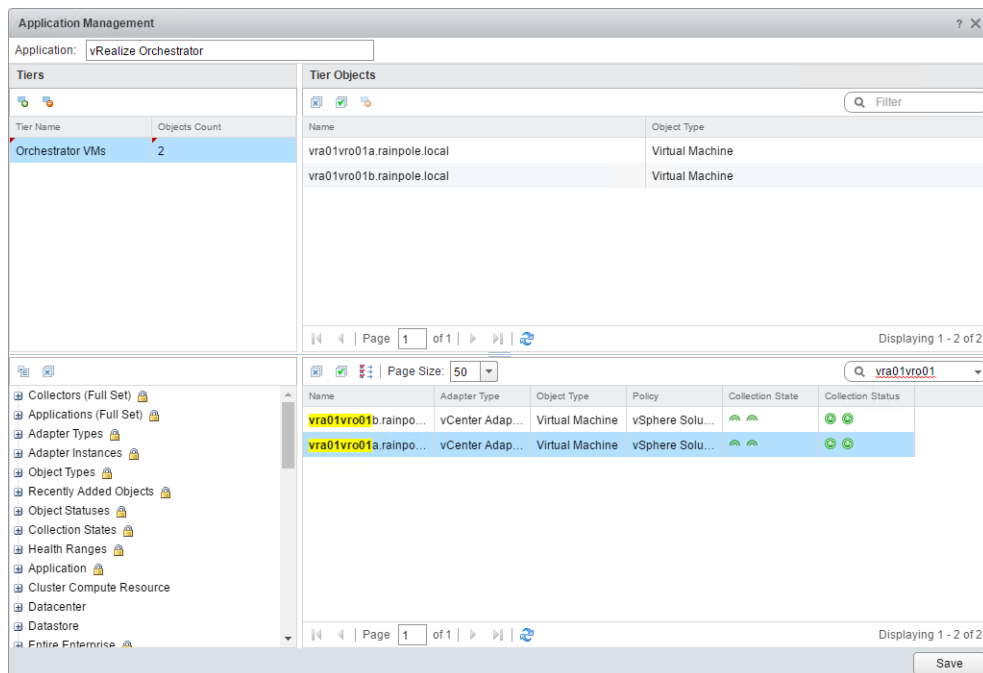 Application Management
?
Application: vRealize Orchestrator
Tiers
Tier Objects
Filter
Tier Name Objects Count
Name Object Type
Orchestrator VMs 2
vra01vro01a.rainpole.local Virtual Machine
vra01vro01b.rainpole.local Virtual Machine
Page 1 of 1
Displaying 1 - 2 of 2
Page Size: 50
vra01vro01
Collectors (Full Set)
Applications (Full Set)
Adapter Types
Adapter Instances
Object Types
Recently Added Objects
Object Statuses
Collection States
Health Ranges
Application
Cluster Compute Resource
Datacenter
Datastore
Entire Enterprise
Name Adapter Type Object Type Policy Collection State Collection Status
vra01vro01b.rainpo... vCenter Adap... Virtual Machine vSphere Solu...
vra01vro01a.rainpo... vCenter Adap... Virtual Machine vSphere Solu...
Page 1 of 1
Displaying 1 - 2 of 2
Save